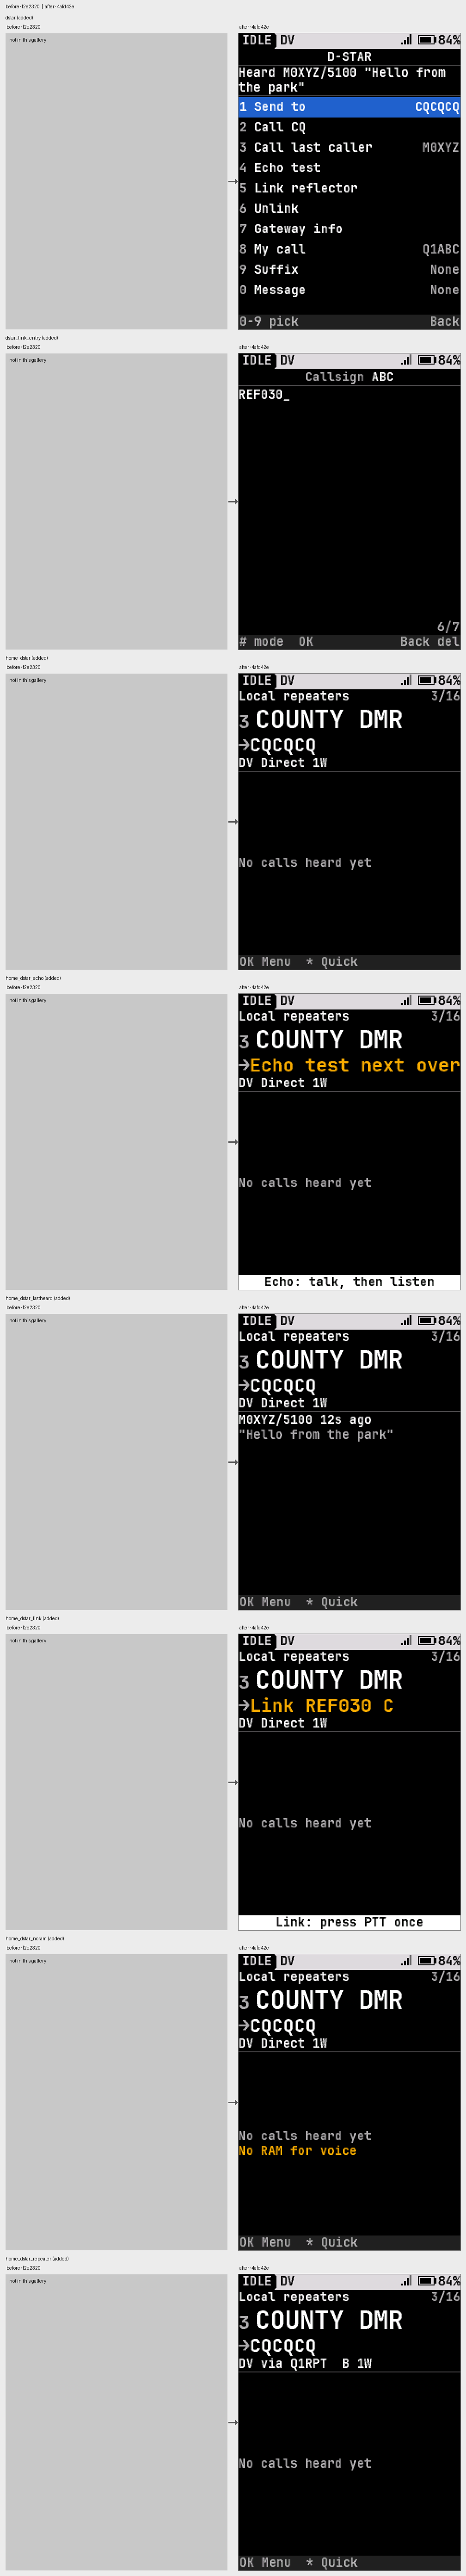 before · f2e2320 | after · 4afd42e
dstar (added)
before · f2e2320
after · 4afd42e
not in this gallery
→
IDLE DV 84%
D-STAR
Heard M0XYZ/5100 "Hello from
the park"
1 Send to CQCQCQ
2 Call CQ
3 Call last caller M0XYZ
4 Echo test
5 Link reflector
6 Unlink
7 Gateway info
8 My call Q1ABC
9 Suffix None
0 Message None
0-9 pick Back
dstar_link_entry (added)
before · f2e2320
after · 4afd42e
not in this gallery
→
IDLE DV 84%
Callsign ABC
REF030_
6/7
# mode OK Back del
home_dstar (added)
before · f2e2320
after · 4afd42e
not in this gallery
→
IDLE DV 84%
Local repeaters 3/16
3 COUNTY DMR
→CQCQCQ
DV Direct 1W
No calls heard yet
OK Menu * Quick
home_dstar_echo (added)
before · f2e2320
after · 4afd42e
not in this gallery
→
IDLE DV 84%
Local repeaters 3/16
3 COUNTY DMR
→Echo test next over
DV Direct 1W
No calls heard yet
Echo: talk, then listen
home_dstar_lastheard (added)
before · f2e2320
after · 4afd42e
not in this gallery
→
IDLE DV 84%
Local repeaters 3/16
3 COUNTY DMR
→CQCQCQ
DV Direct 1W
M0XYZ/5100 12s ago
"Hello from the park"
OK Menu * Quick
home_dstar_link (added)
before · f2e2320
after · 4afd42e
not in this gallery
→
IDLE DV 84%
Local repeaters 3/16
3 COUNTY DMR
→Link REF030 C
DV Direct 1W
No calls heard yet
Link: press PTT once
home_dstar_noram (added)
before · f2e2320
after · 4afd42e
not in this gallery
→
IDLE DV 84%
Local repeaters 3/16
3 COUNTY DMR
→CQCQCQ
DV Direct 1W
No calls heard yet
No RAM for voice
OK Menu * Quick
home_dstar_repeater (added)
before · f2e2320
after · 4afd42e
not in this gallery
→
IDLE DV 84%
Local repeaters 3/16
3 COUNTY DMR
→CQCQCQ
DV via Q1RPT  B 1W
No calls heard yet
OK Menu * Quick